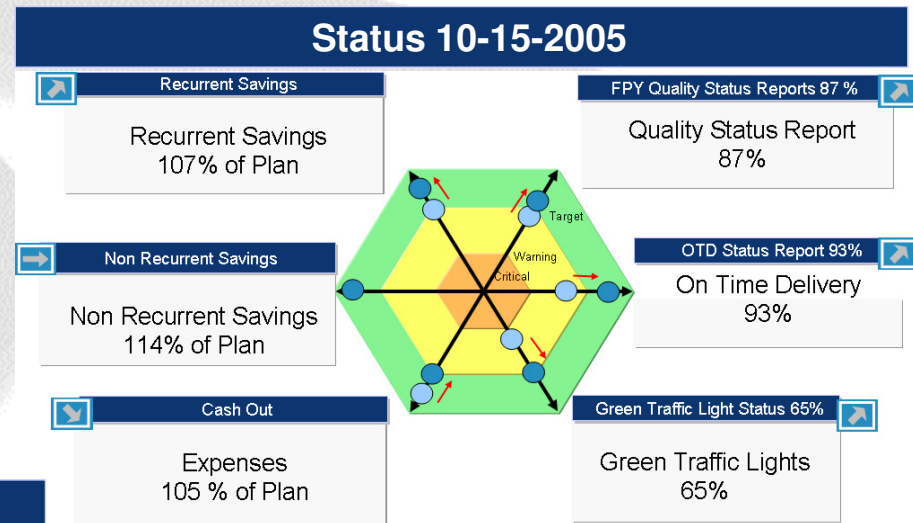 Status 10-15-2005
Recurrent Savings
Recurrent Savings
107% of Plan
FPY Quality Status Reports 87 %
Quality Status Report
87%
Target
Warning
Critical
Non Recurrent Savings
Non Recurrent Savings
114% of Plan
OTD Status Report 93%
On Time Delivery
93%
Cash Out
Expenses
105 % of Plan
Green Traffic Light Status 65%
Green Traffic Lights
65%